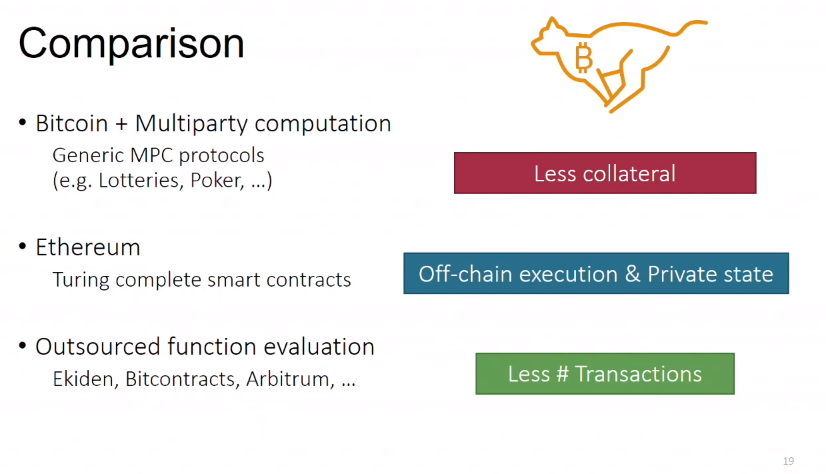 Comparison
₿
• Bitcoin + Multiparty computation
Generic MPC protocols
(e.g. Lotteries, Poker, ...)
Less collateral
• Ethereum
Turing complete smart contracts
Off-chain execution & Private state
• Outsourced function evaluation
Ekiden, Bitcontracts, Arbitrum, ...
Less # Transactions
19